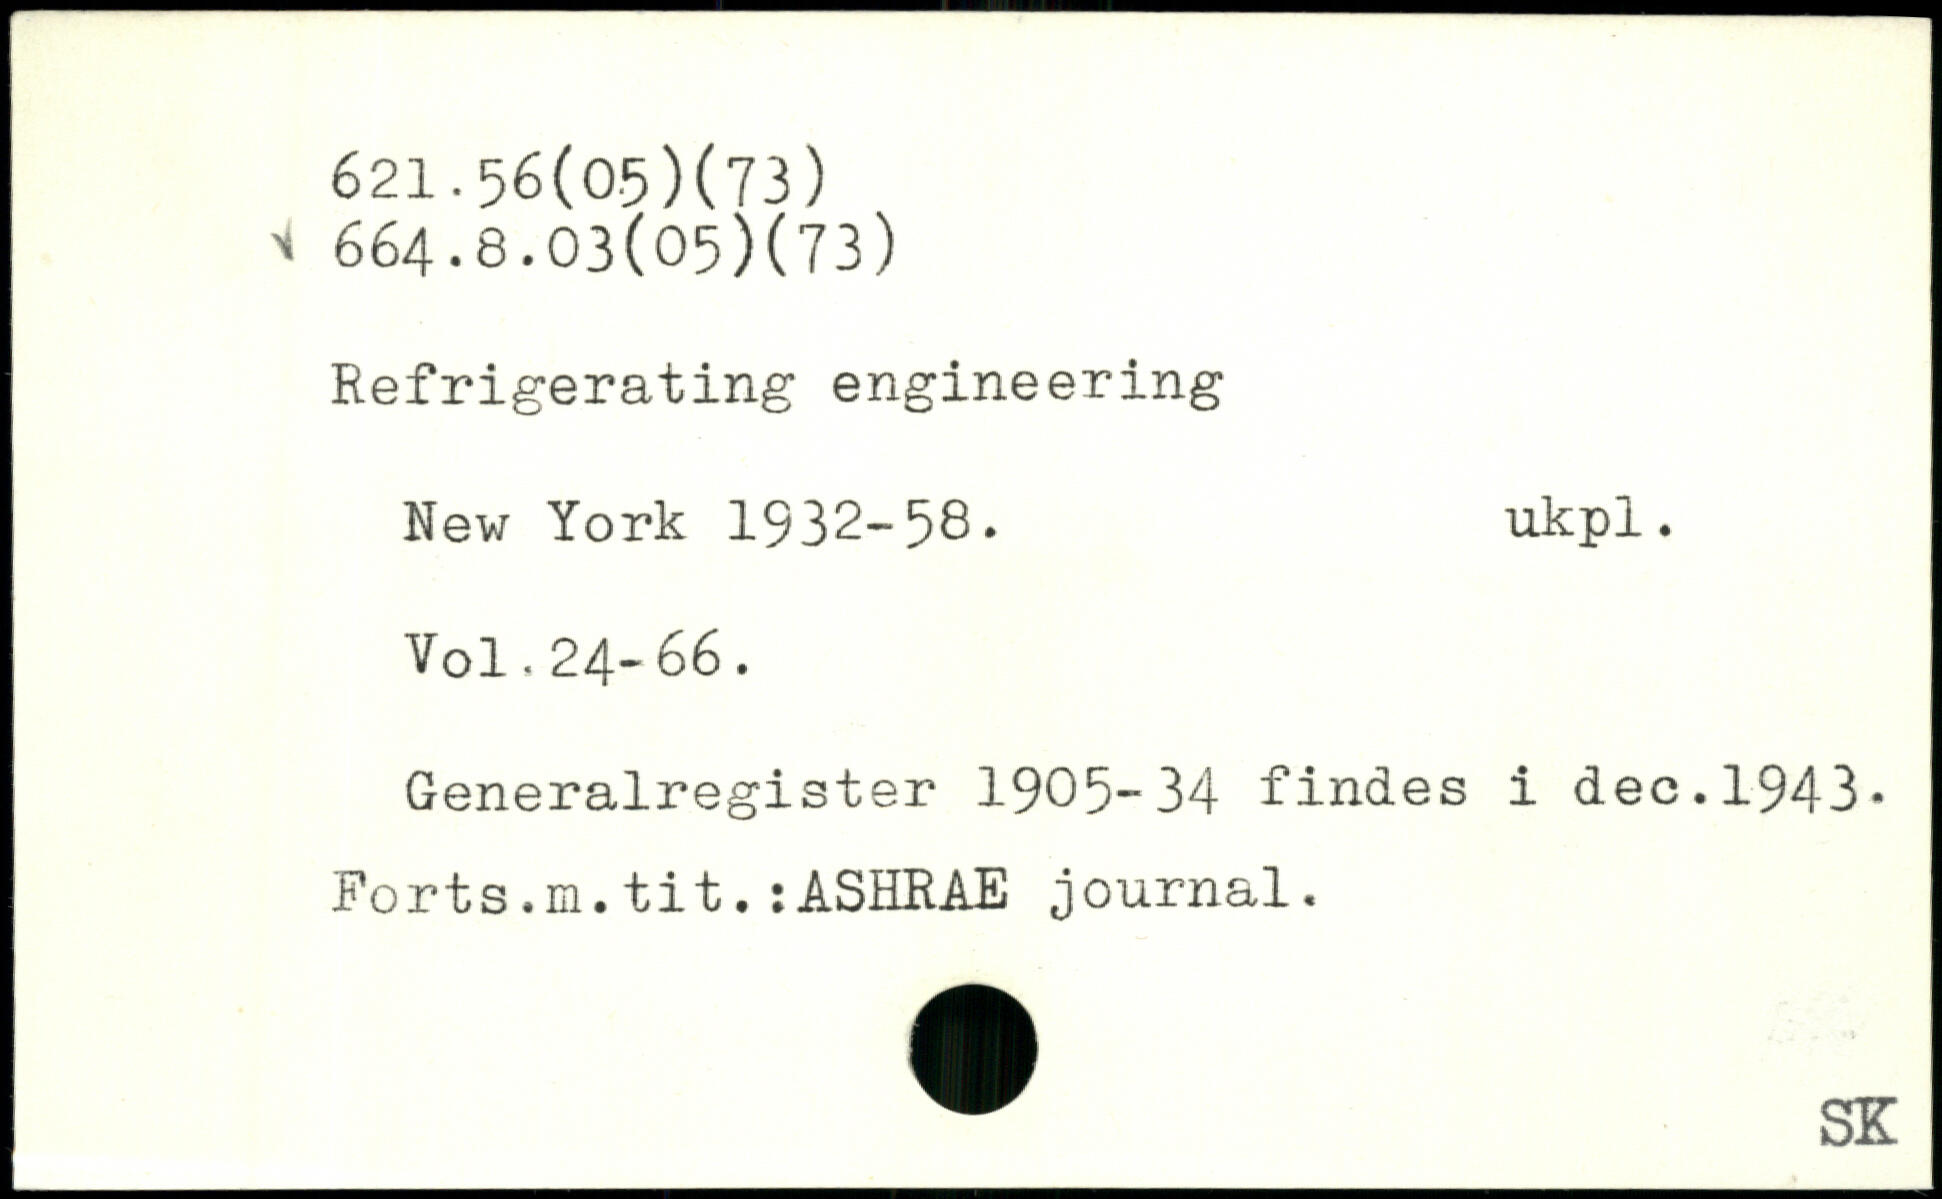 621.56(05)(73)
✓ 664.8.03(05)(73)
Refrigerating engineering
New York 1932-58. ukpl.
Vol.24-66.
Generalregister 1905-34 findes i dec.1943.
Forts.m.tit.:ASHRAE journal.
SK